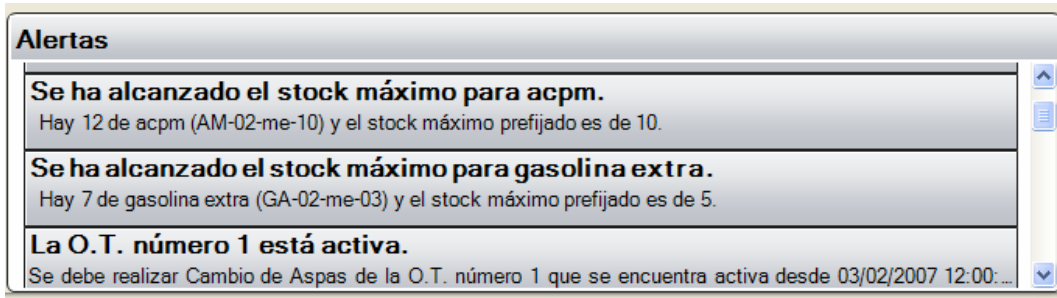 Alertas
Se ha alcanzado el stock máximo para acpm.
Hay 12 de acpm (AM-02-me-10) y el stock máximo prefijado es de 10.
Se ha alcanzado el stock máximo para gasolina extra.
Hay 7 de gasolina extra (GA-02-me-03) y el stock máximo prefijado es de 5.
La O.T. número 1 está activa.
Se debe realizar Cambio de Aspas de la O.T. número 1 que se encuentra activa desde 03/02/2007 12:00:...